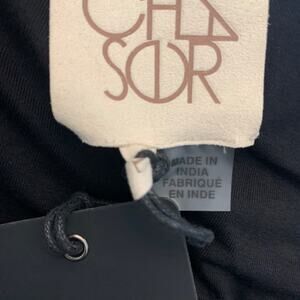 CHA
SER
MADE IN
INDIA
FABRIQUÉ
EN INDE